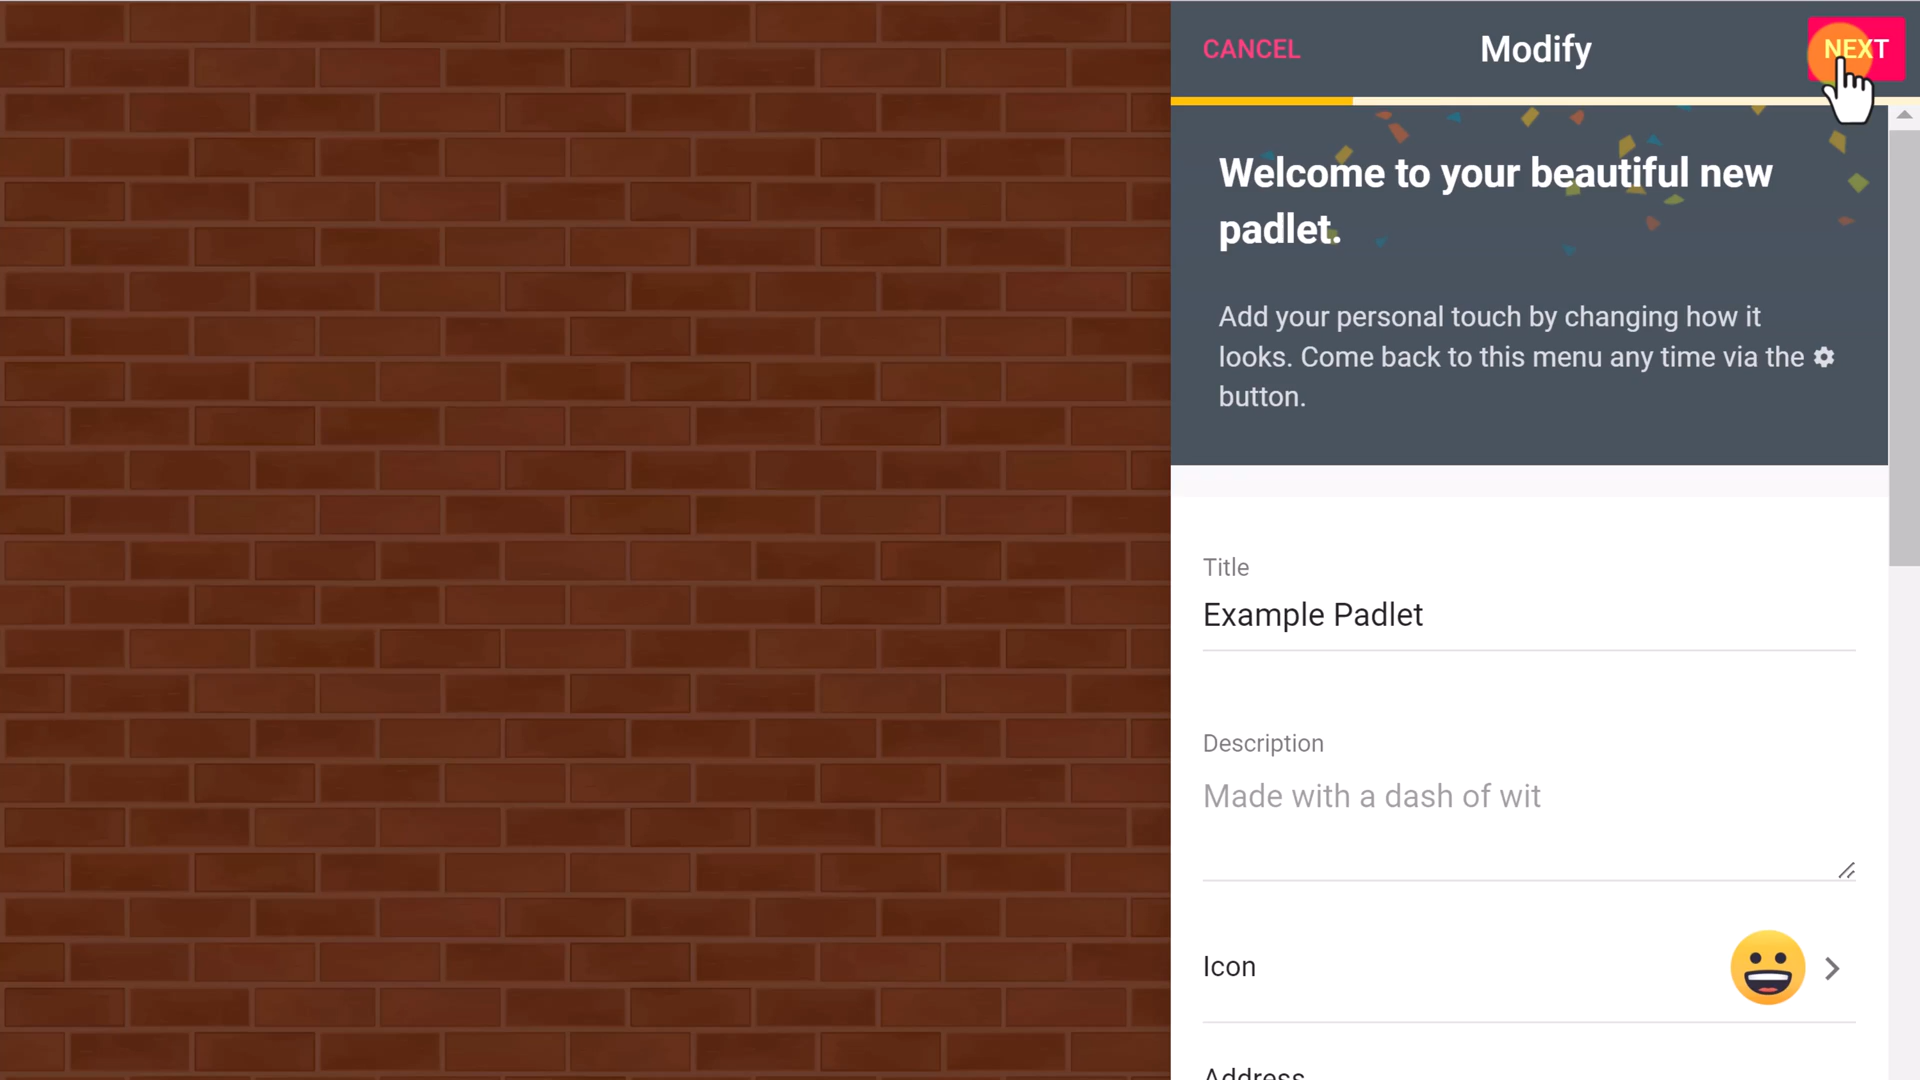 CANCEL
Modify
NEXT
Welcome to your beautiful new
padlet.
Add your personal touch by changing how it
looks. Come back to this menu any time via the
button.
Title
Example Padlet
Description
Made with a dash of wit
Icon
Address